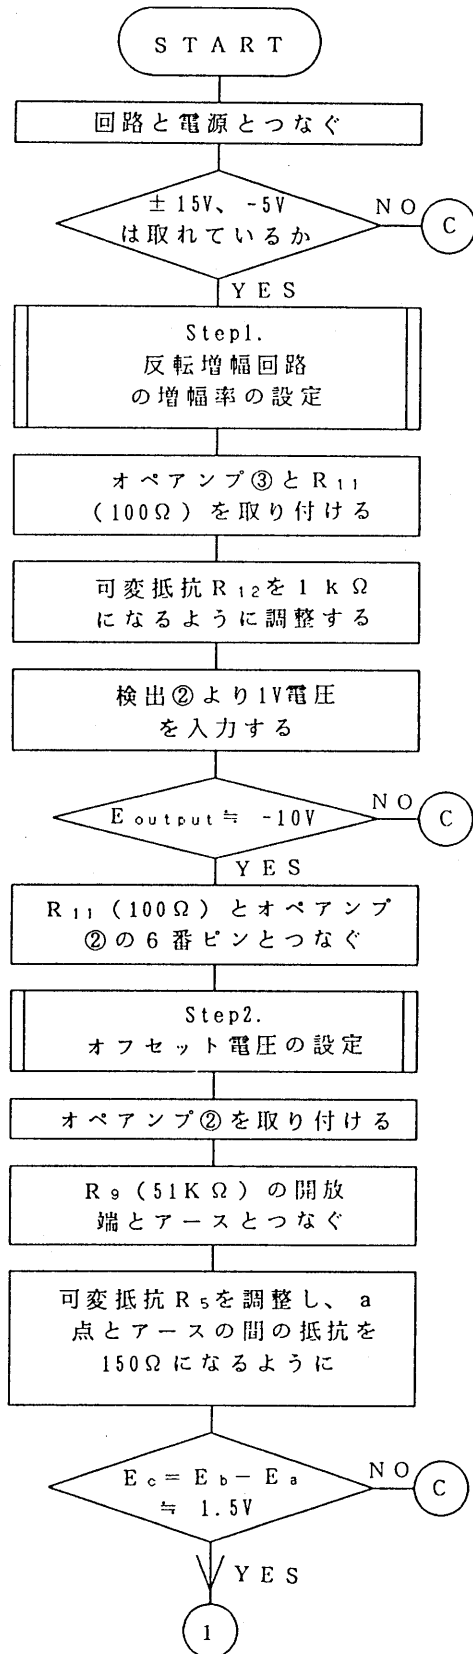 START
回路と電源とつなぐ
±15V、-5V
は取れているか
NO
C
YES
Step1.
反転増幅回路
の増幅率の設定
オペアンプ③とR₁₁
(100Ω)を取り付ける
可変抵抗R₁₂を1kΩ
になるように調整する
検出②より1V電圧
を入力する
E output ≒ -10V
NO
C
YES
R₁₁(100Ω)とオペアンプ
②の6番ピンとつなぐ
Step2.
オフセット電圧の設定
オペアンプ②を取り付ける
R₉(51KΩ)の開放
端とアースとつなぐ
可変抵抗R₅を調整し、a
点とアースの間の抵抗を
150Ωになるように
Ec=Eb-Ea
≒ 1.5V
NO
C
YES
1